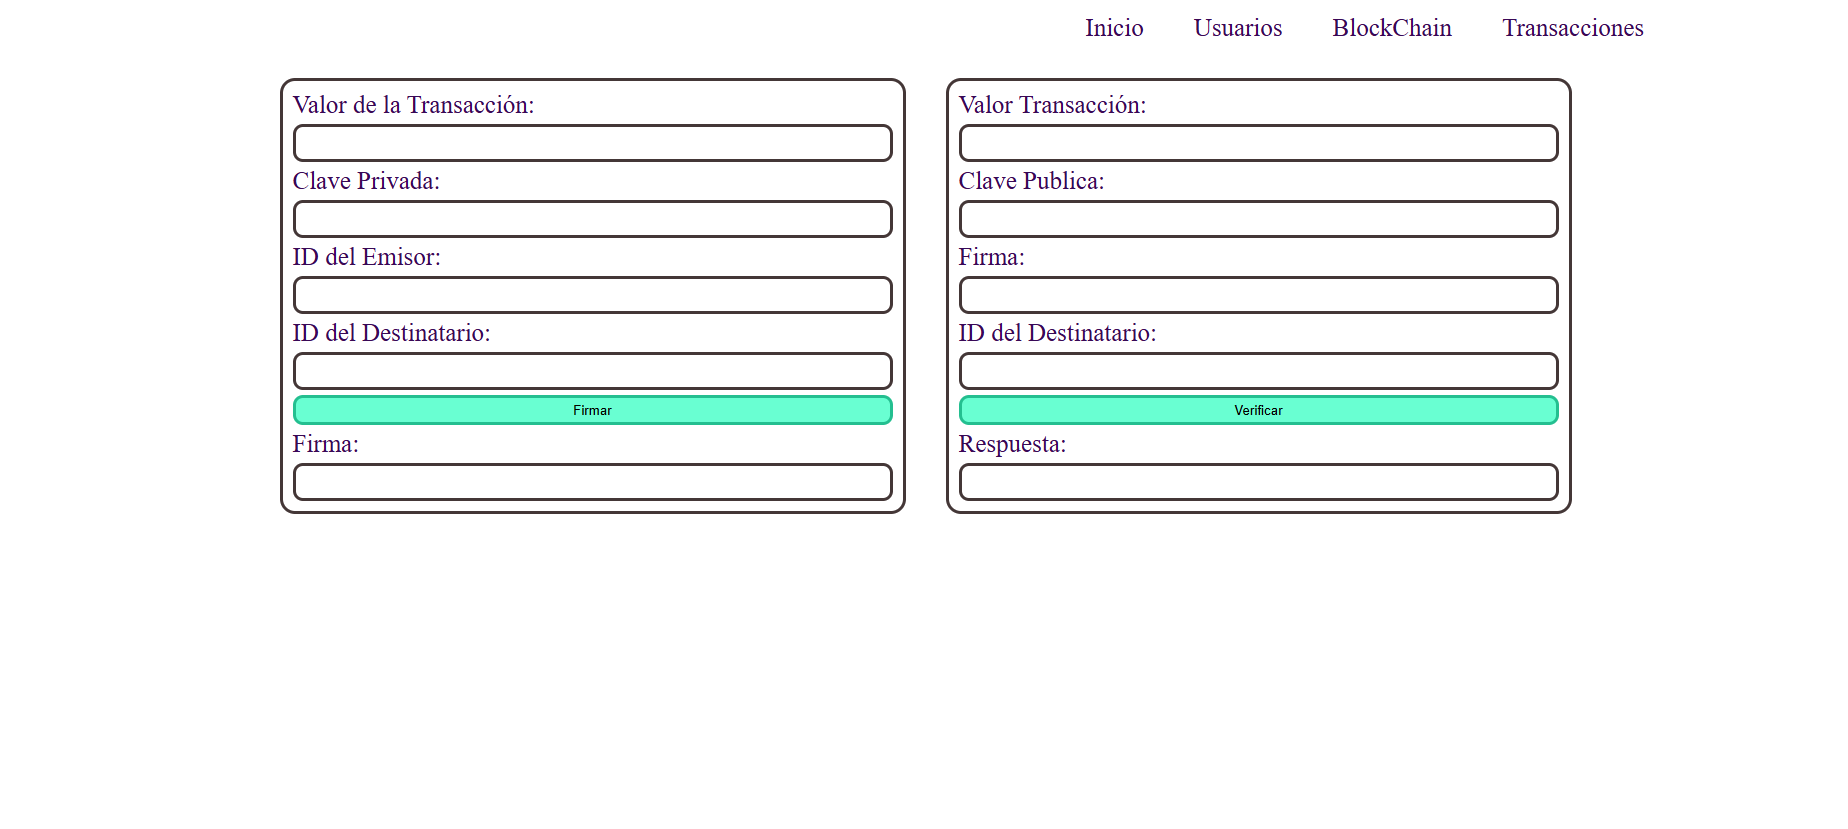 Inicio Usuarios BlockChain Transacciones
Valor de la Transacción:
Clave Privada:
ID del Emisor:
ID del Destinatario:
Firmar
Firma:
Valor Transacción:
Clave Publica:
Firma:
ID del Destinatario:
Verificar
Respuesta: